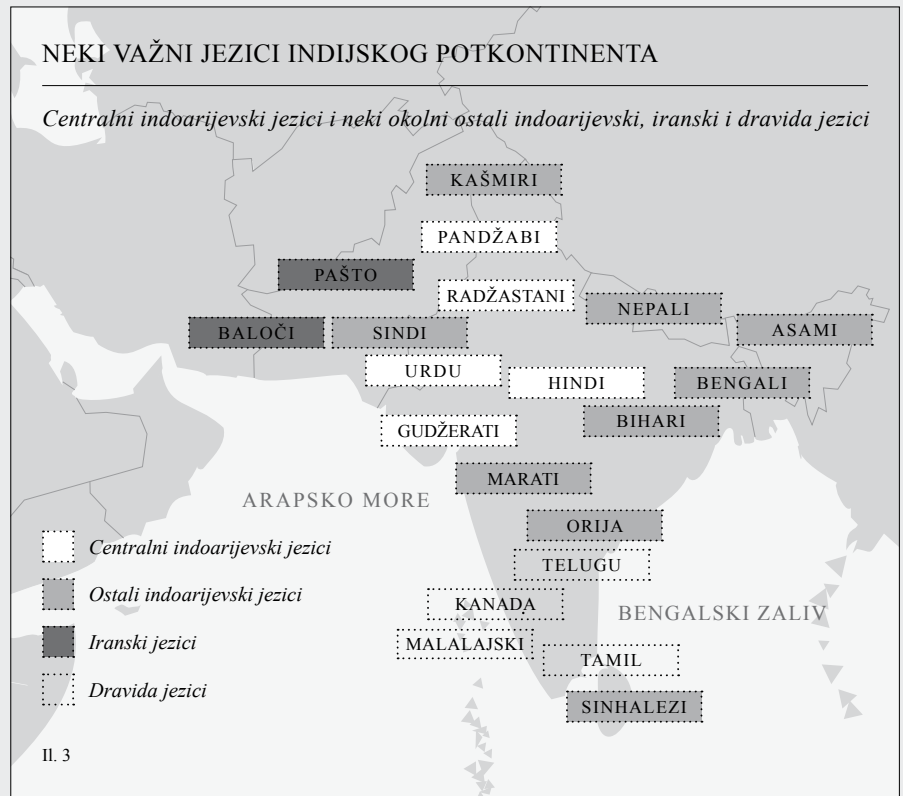 NEKI VAŽNI JEZICI INDIJSKOG POTKONTINENTA
Centralni indoarijevski jezici i neki okolni ostali indoarijevski, iranski i dravida jezici
KAŠMIRI
PANDŽABI
PAŠTO
RADŽASTANI
NEPALI
ASAMI
BALOČI
SINDI
URDU
HINDI
BENGALI
BIHARI
GUDŽERATI
MARATI
ARAPSKO MORE
ORIJA
Centralni indoarijevski jezici
TELUGU
Ostali indoarijevski jezici
KANADA
BENGALSKI ZALIV
Iranski jezici
MALALAJSKI
TAMIL
Dravida jezici
SINHALEZI
Il. 3